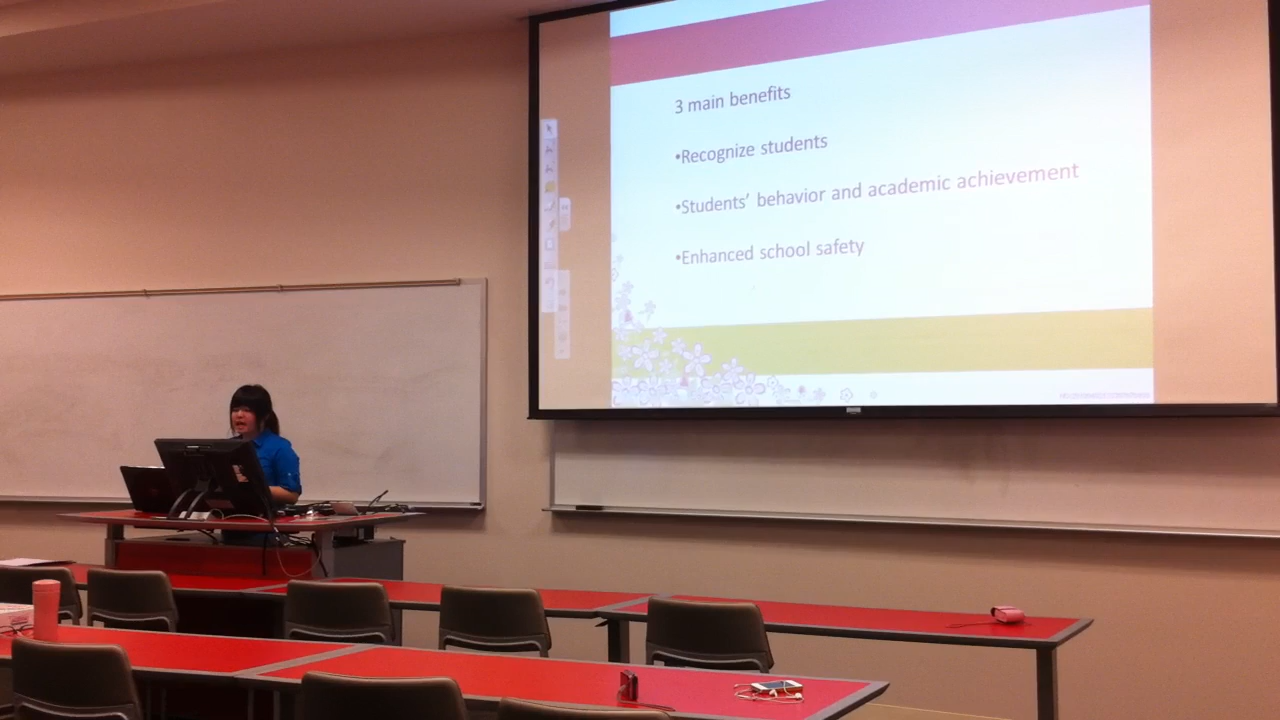 3 main benefits
•Recognize students
•Students' behavior and academic achievement
•Enhanced school safety